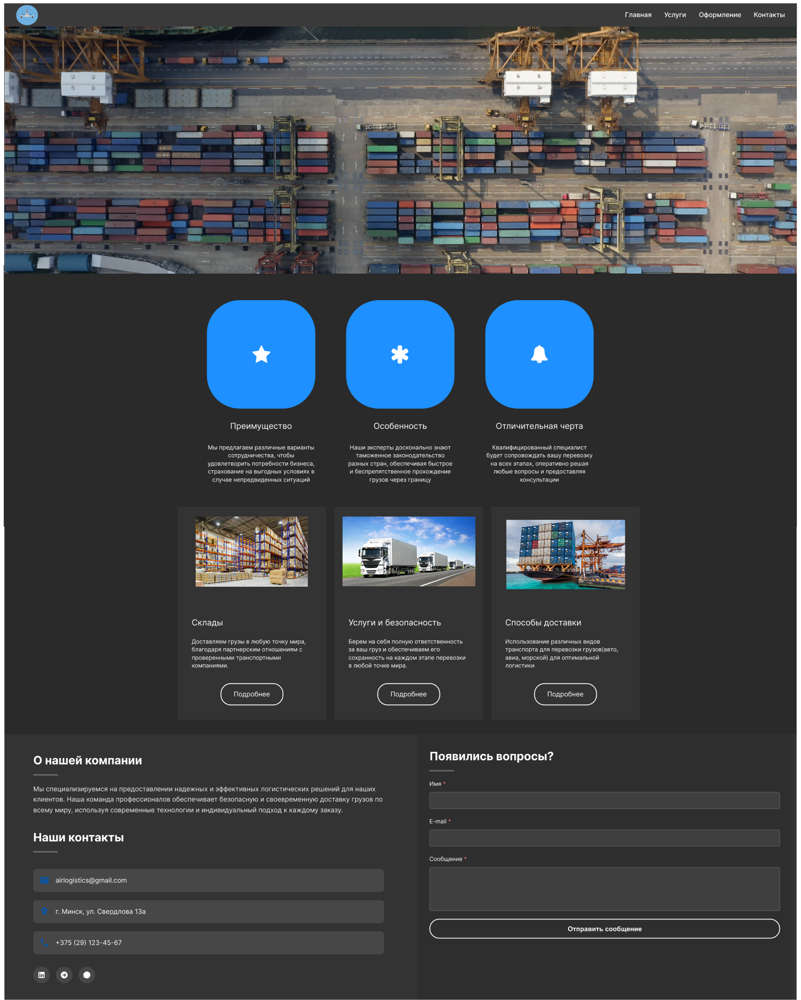 Главная Услуги Оформление Контакты
Преимущество
Мы предлагаем различные варианты
сотрудничества, чтобы
удовлетворить потребности бизнеса,
страхование на выгодных условиях в
случае непредвиденных ситуаций
Особенность
Наши эксперты досконально знают
таможенное законодательство
разных стран, обеспечивая быстрое
и беспрепятственное прохождение
грузов через границу
Отличительная черта
Квалифицированный специалист
будет сопровождать вашу перевозку
на всех этапах, оперативно решая
любые вопросы и предоставляя
консультации
Склады
Доставляем грузы в любую точку мира,
благодаря партнерским отношениям с
проверенными транспортными
компаниями.
Подробнее
Услуги и безопасность
Берем на себя полную ответственность
за ваш груз и обеспечиваем его
сохранность на каждом этапе перевозки
в любой точке мира.
Подробнее
Способы доставки
Использование различных видов
транспорта для перевозки грузов(авто,
авиа, морской) для оптимальной
логистики
Подробнее
О нашей компании
Мы специализируемся на предоставлении надежных и эффективных логистических решений для наших
клиентов. Наша команда профессионалов обеспечивает безопасную и своевременную доставку грузов по
всему миру, используя современные технологии и индивидуальный подход к каждому заказу.
Наши контакты
airlogistics@gmail.com
г. Минск, ул. Свердлова 13а
+375 (29) 123-45-67
Появились вопросы?
Имя *
E-mail *
Сообщение *
Отправить сообщение